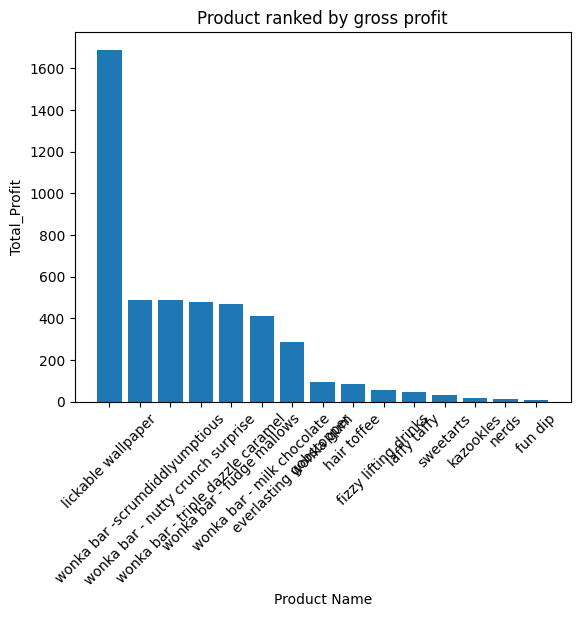 Product ranked by gross profit
Total_Profit
1600
1400
1200
1000
800
600
400
200
0
lickable wallpaper
wonka bar -scrumdiddlyumptious
wonka bar - nutty crunch surprise
wonka bar - triple dazzle caramel
wonka bar - fudge mallows
wonka bar - milk chocolate
everlasting gobstopper
wonka gum
hair toffee
fizzy lifting drinks
laffy taffy
sweetarts
kazookles
nerds
fun dip
Product Name